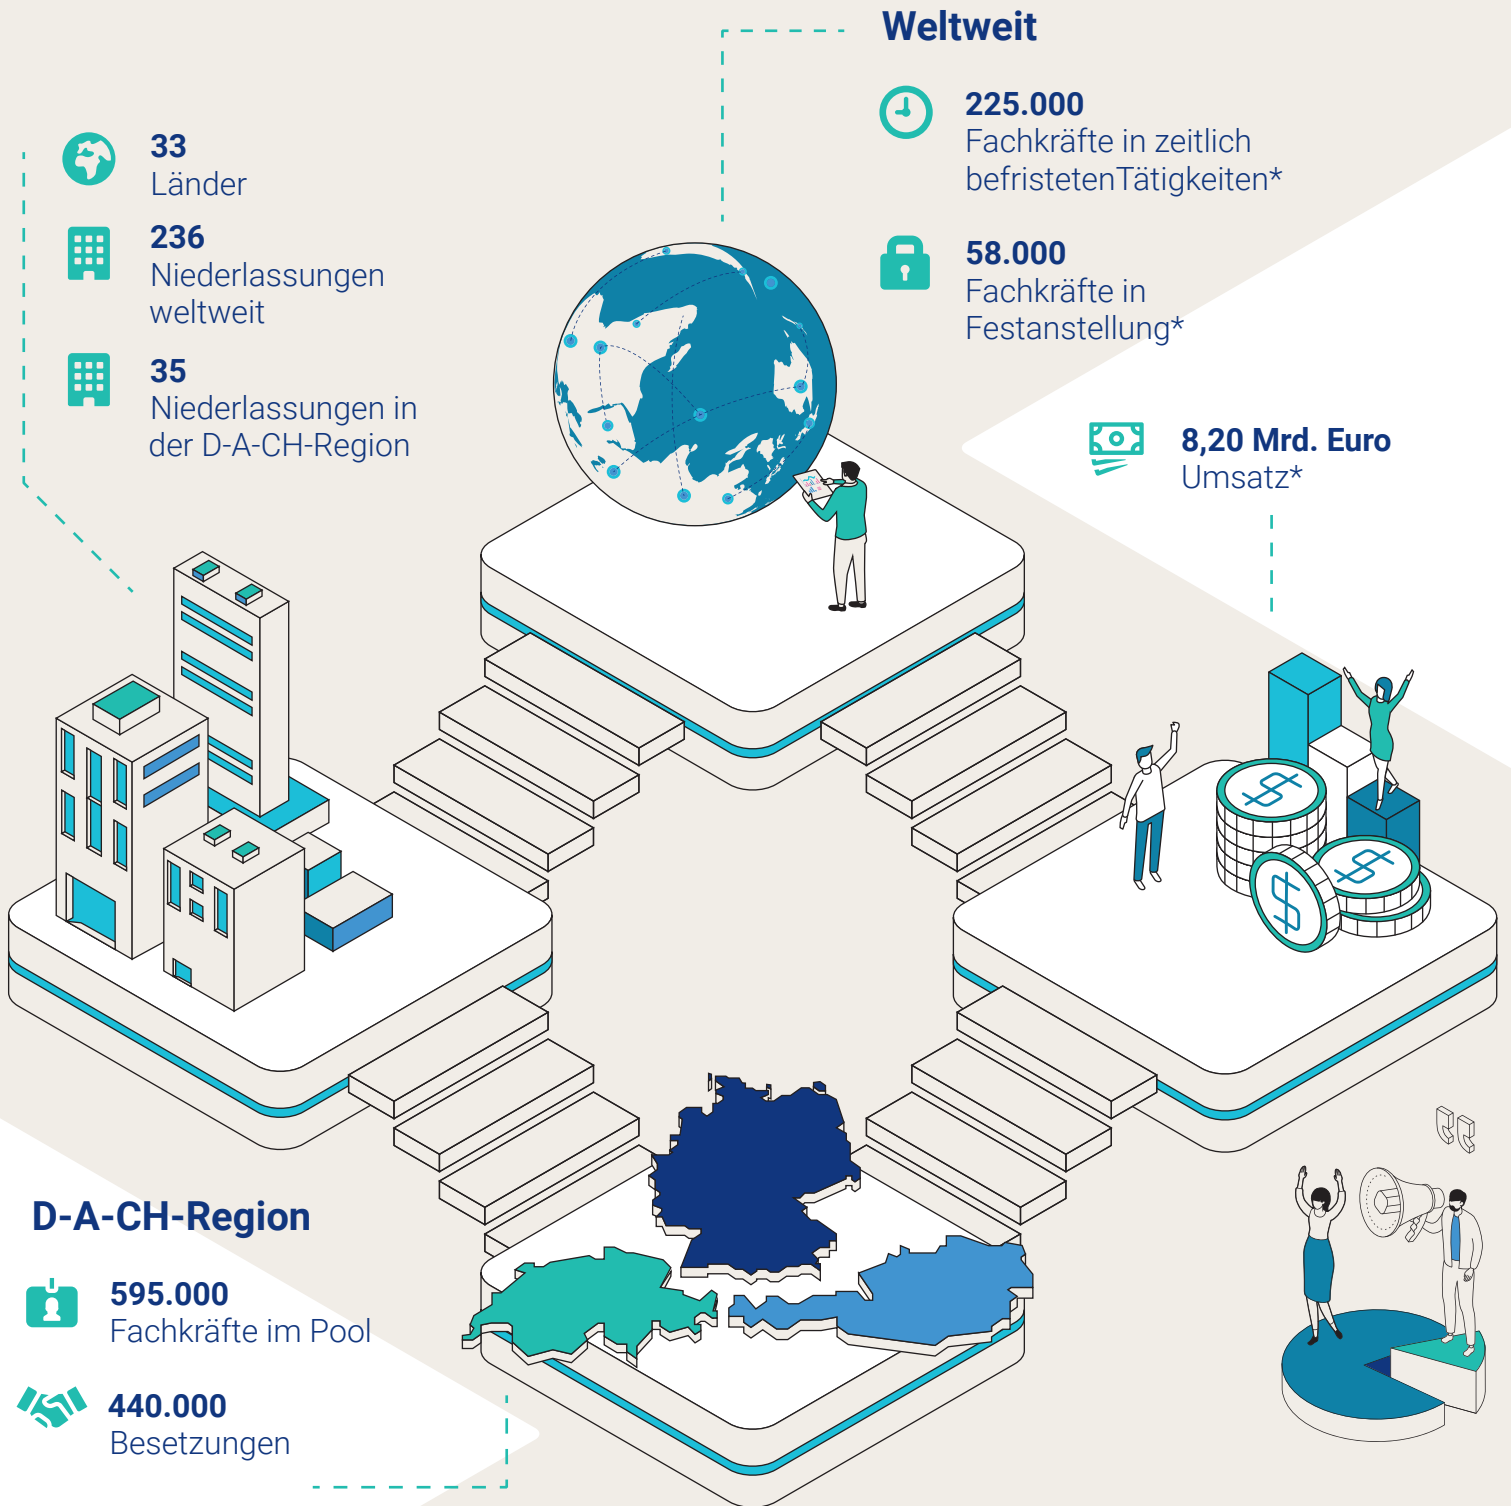 Weltweit
225.000
Fachkräfte in zeitlich
befristetenTätigkeiten*
58.000
Fachkräfte in
Festanstellung*
33
Länder
236
Niederlassungen
weltweit
35
Niederlassungen in
der D-A-CH-Region
8,20 Mrd. Euro
Umsatz*
D-A-CH-Region
595.000
Fachkräfte im Pool
440.000
Besetzungen